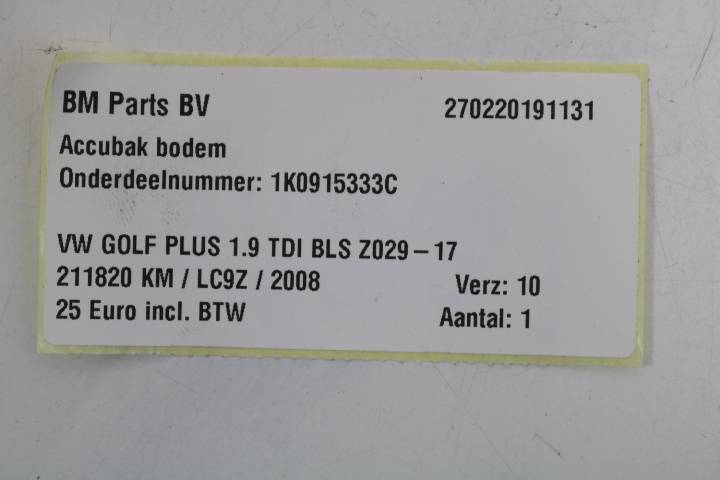 BM Parts BV 270220191131
Accubak bodem
Onderdeelnummer: 1K0915333C
VW GOLF PLUS 1.9 TDI BLS Z029-17
211820 KM / LC9Z / 2008 Verz: 10
25 Euro incl. BTW Aantal: 1